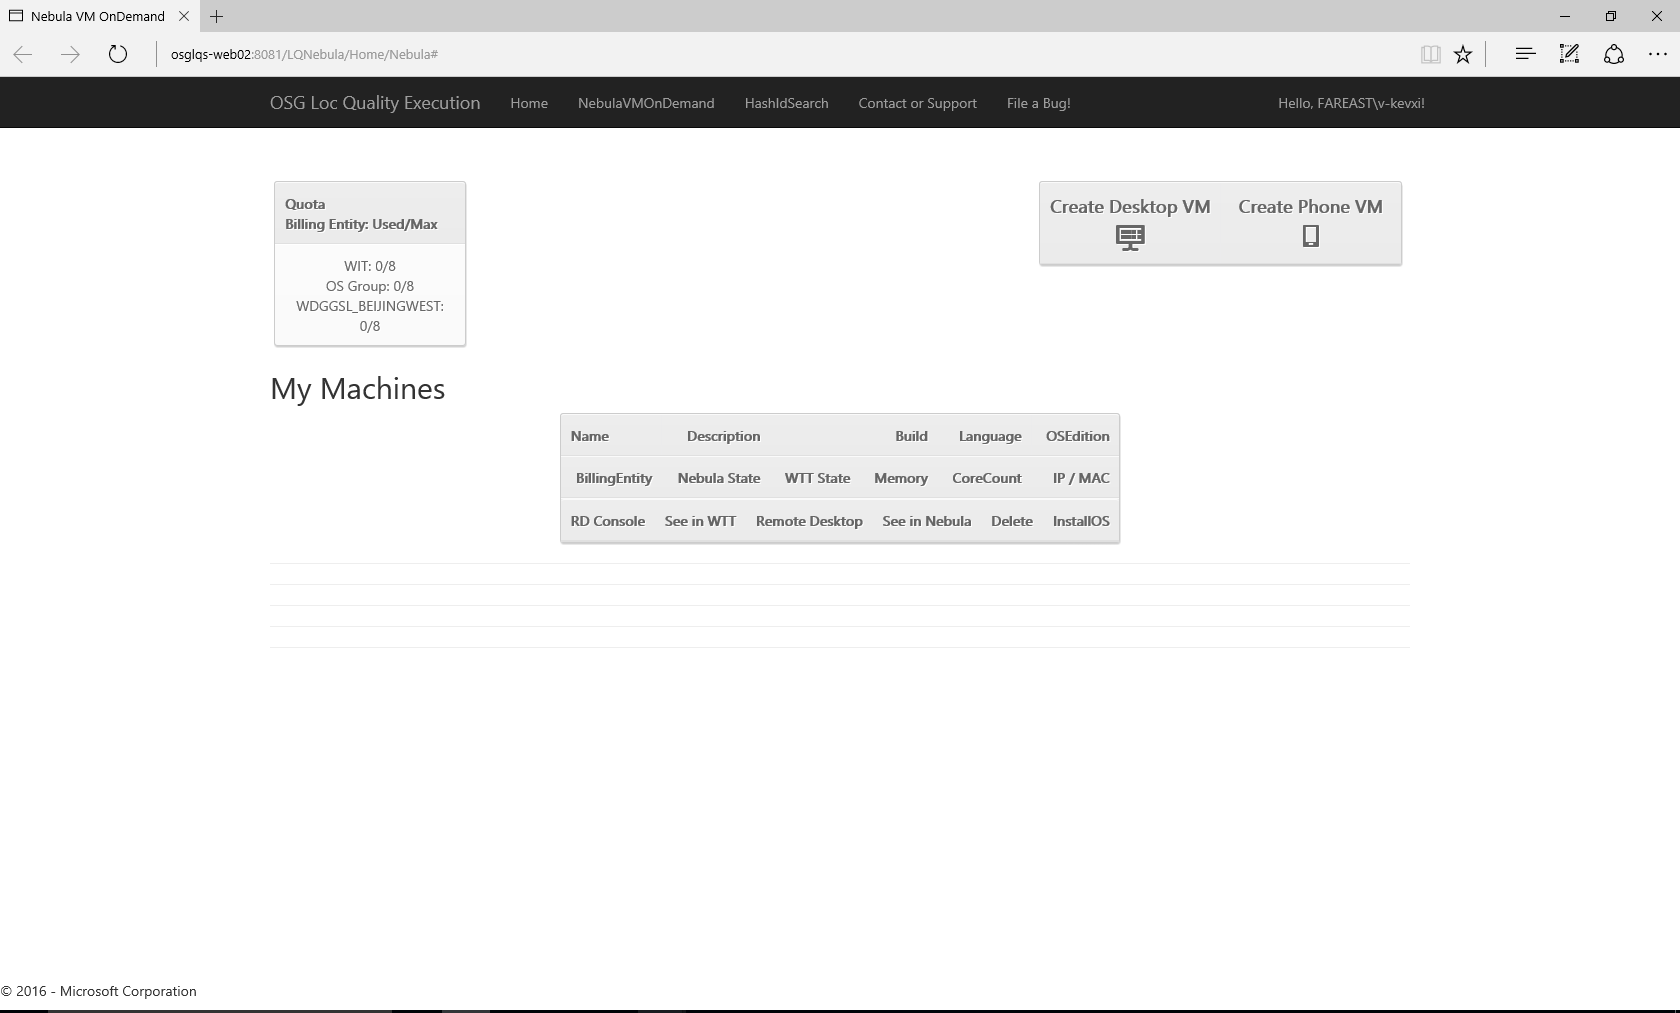 Nebula VM OnDemand
osglqs-web02:8081/LQNebula/Home/Nebula#
OSG Loc Quality Execution Home NebulaVMOnDemand HashIdSearch Contact or Support File a Bug! Hello, FAREAST\v-kevxi!
Quota
Billing Entity: Used/Max
WIT: 0/8
OS Group: 0/8
WDGGSL_BEIJINGWEST:
0/8
Create Desktop VM Create Phone VM
My Machines
Name Description Build Language OSEdition
BillingEntity Nebula State WTT State Memory CoreCount IP / MAC
RD Console See in WTT Remote Desktop See in Nebula Delete InstallOS
© 2016 - Microsoft Corporation